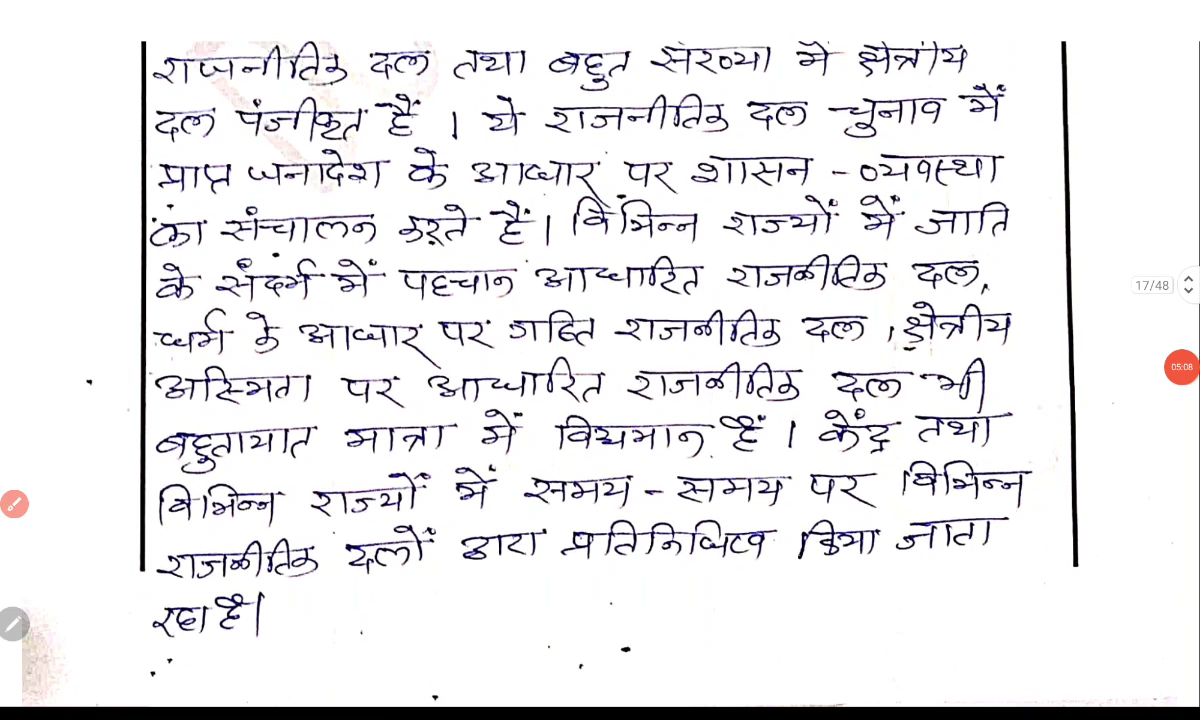 राजनीतिक दल तथा बहुत संख्या में क्षेत्रीय
दल पंजीकृत हैं । ये राजनीतिक दल चुनाव में
प्राप्त जनादेश के आधार पर शासन - व्यवस्था
का संचालन करते हैं । विभिन्न राज्यों में जाति
के संदर्भ में पहचान आधारित राजनीतिक दल,
धर्म के आधार पर गठित राजनीतिक दल, क्षेत्रीय
अस्मिता पर आधारित राजनीतिक दल भी
बहुतायात मात्रा में विद्यमान हैं । केंद्र तथा
विभिन्न राज्यों में समय - समय पर विभिन्न
राजनीतिक दलों द्वारा प्रतिनिधित्व किया जाता
रहा है।
17/48
05:08